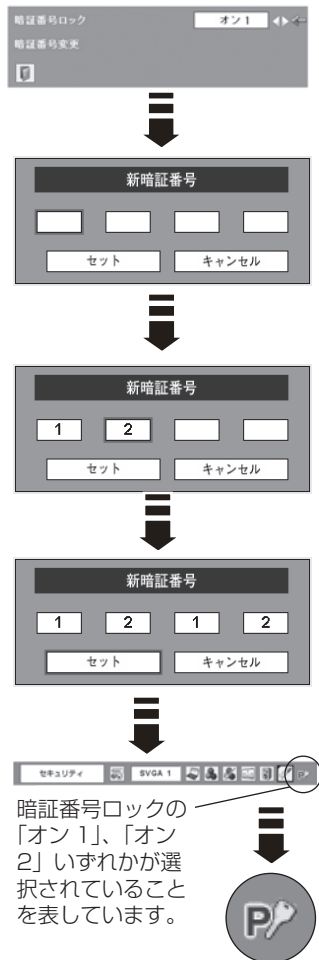 暗証番号ロック オン 1
暗証番号変更
新暗証番号
セット キャンセル
新暗証番号
1 2
セット キャンセル
新暗証番号
1 2 1 2
セット キャンセル
セキュリティ SVGA 1
暗証番号ロックの
「オン 1」、「オン
2」いずれかが選
択されていること
を表しています。
P